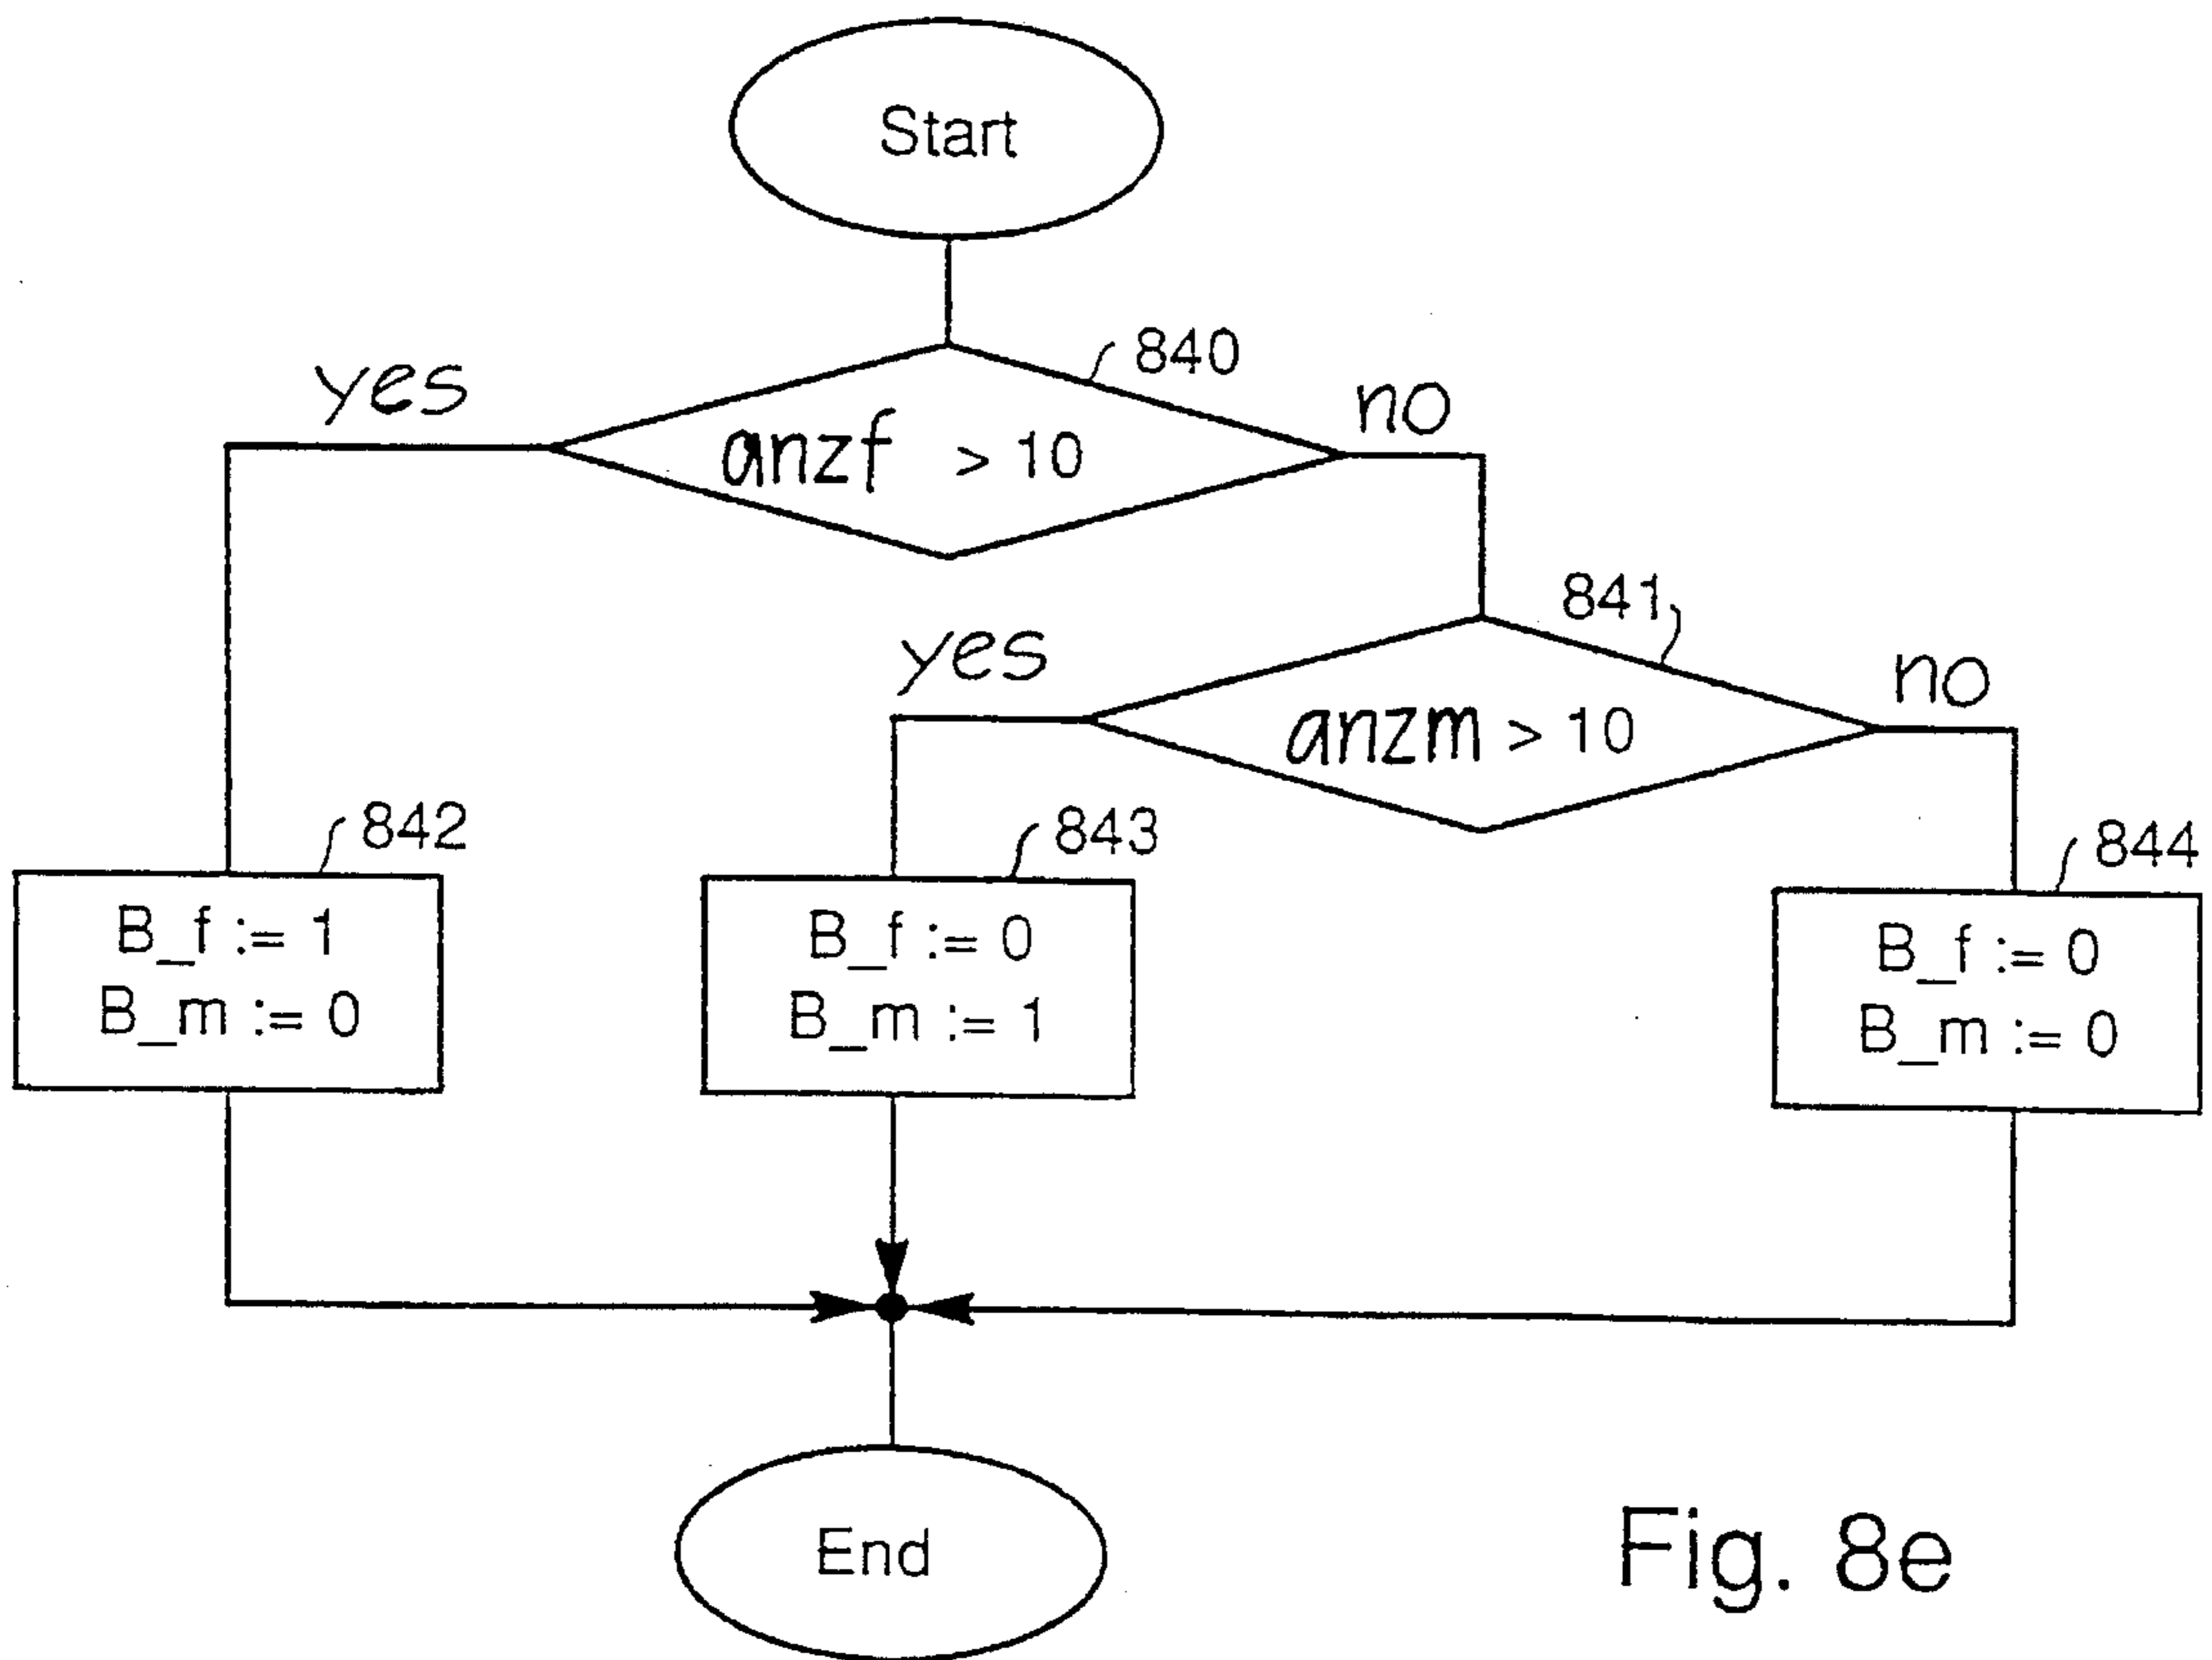 Start
840
yes
no
anzf > 10
841
yes
no
anzm > 10
842
843
844
B_f := 1
B_m := 0
B_f := 0
B_m := 1
B_f := 0
B_m := 0
End
Fig. 8e